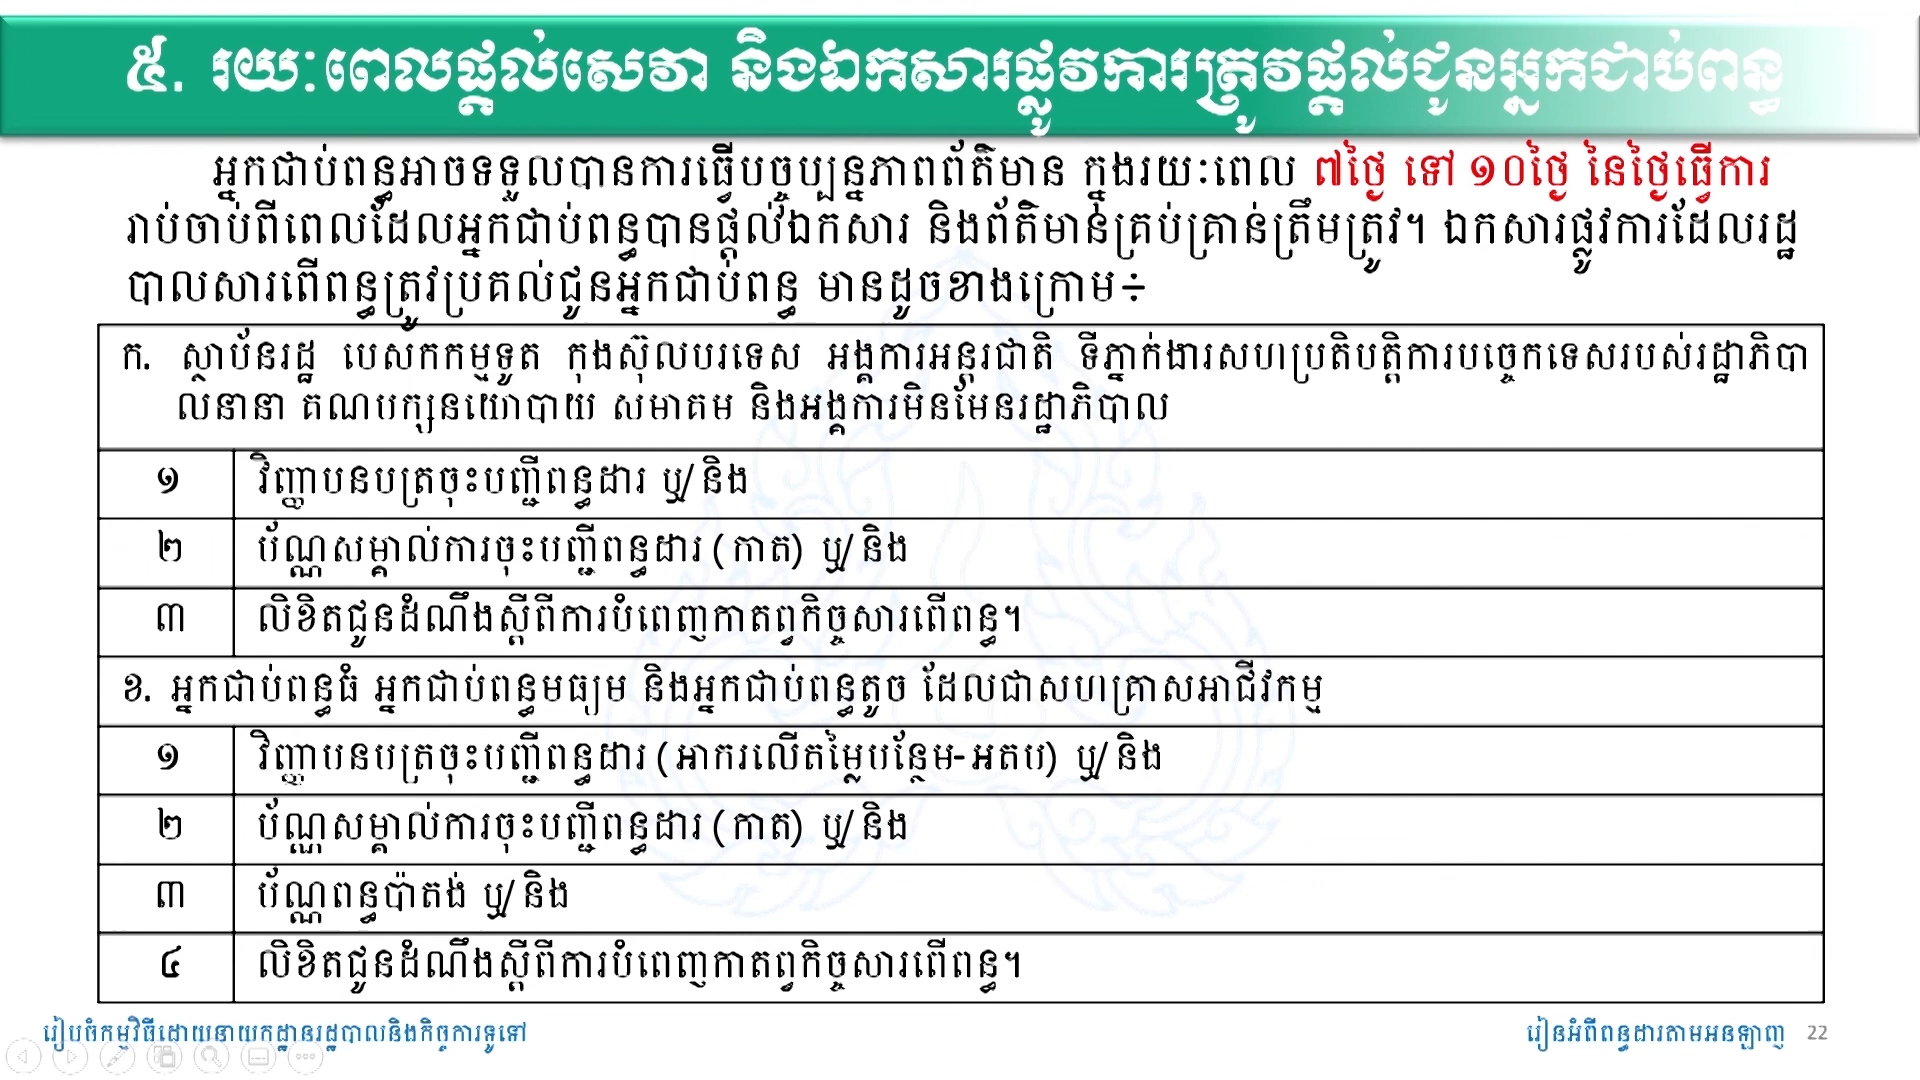 ៥. រយៈពេលផ្តល់សេវា និងឯកសារផ្លូវការត្រូវផ្តល់ជូនអ្នកជាប់ពន្ធ
អ្នកជាប់ពន្ធអាចទទួលបានការធ្វើបច្ចុប្បន្នភាពព័ត៌មាន ក្នុងរយៈពេល ៧ថ្ងៃ ទៅ ១០ថ្ងៃ នៃថ្ងៃធ្វើការ
រាប់ចាប់ពីពេលដែលអ្នកជាប់ពន្ធបានផ្តល់ឯកសារ និងព័ត៌មានគ្រប់គ្រាន់ត្រឹមត្រូវ។ ឯកសារផ្លូវការដែលរដ្ឋ
បាលសារពើពន្ធត្រូវប្រគល់ជូនអ្នកជាប់ពន្ធ មានដូចខាងក្រោម៖
ក. ស្ថាប័នរដ្ឋ បេសកកម្មទូត កុងស៊ុលបរទេស អង្គការអន្តរជាតិ ទីភ្នាក់ងារសហប្រតិបត្តិការបច្ចេកទេសរបស់រដ្ឋាភិបា
លនានា គណបក្សនយោបាយ សមាគម និងអង្គការមិនមែនរដ្ឋាភិបាល
១ វិញ្ញាបនបត្រចុះបញ្ជីពន្ធដារ ឬ/និង
២ ប័ណ្ណសម្គាល់ការចុះបញ្ជីពន្ធដារ (កាត) ឬ/និង
៣ លិខិតជូនដំណឹងស្តីពីការបំពេញកាតព្វកិច្ចសារពើពន្ធ។
ខ. អ្នកជាប់ពន្ធធំ អ្នកជាប់ពន្ធមធ្យម និងអ្នកជាប់ពន្ធតូច ដែលជាសហគ្រាសអាជីវកម្ម
១ វិញ្ញាបនបត្រចុះបញ្ជីពន្ធដារ (អាករលើតម្លៃបន្ថែម-អតប) ឬ/និង
២ ប័ណ្ណសម្គាល់ការចុះបញ្ជីពន្ធដារ (កាត) ឬ/និង
៣ ប័ណ្ណពន្ធប៉ាតង់ ឬ/និង
៤ លិខិតជូនដំណឹងស្តីពីការបំពេញកាតព្វកិច្ចសារពើពន្ធ។
រៀបចំកម្មវិធីដោយនាយកដ្ឋានរដ្ឋបាលនិងកិច្ចការទូទៅ
រៀនអំពីពន្ធដារតាមអនឡាញ 22